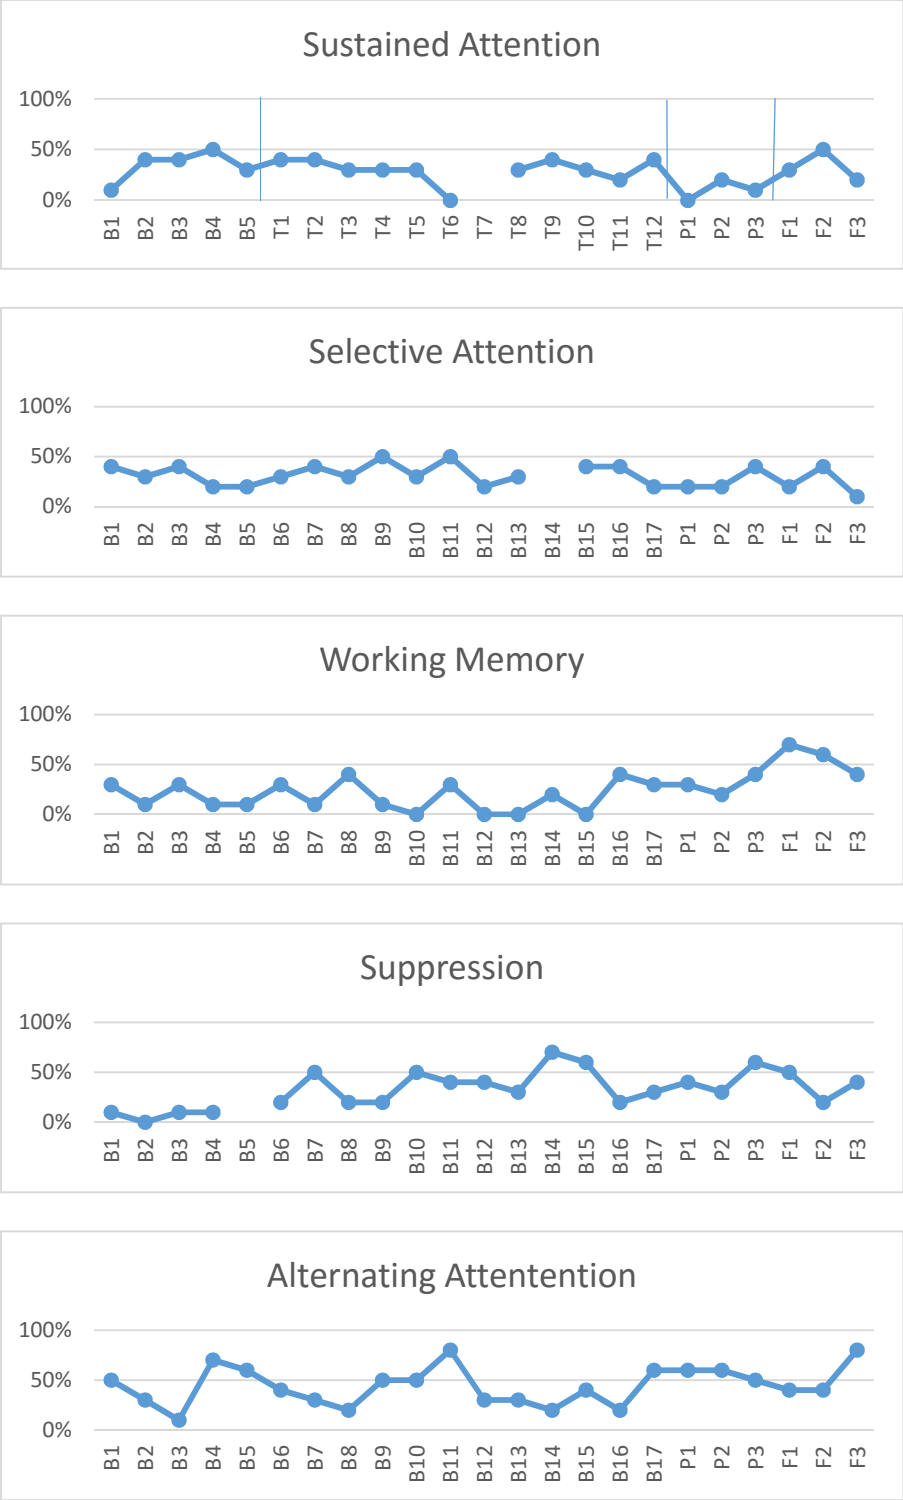 Sustained Attention
100%
50%
0%
B1 B2 B3 B4 B5 T1 T2 T3 T4 T5 T6 T7 T8 T9 T10 T11 T12 P1 P2 P3 F1 F2 F3
Selective Attention
100%
50%
0%
B1 B2 B3 B4 B5 B6 B7 B8 B9 B10 B11 B12 B13 B14 B15 B16 B17 P1 P2 P3 F1 F2 F3
Working Memory
100%
50%
0%
B1 B2 B3 B4 B5 B6 B7 B8 B9 B10 B11 B12 B13 B14 B15 B16 B17 P1 P2 P3 F1 F2 F3
Suppression
100%
50%
0%
B1 B2 B3 B4 B5 B6 B7 B8 B9 B10 B11 B12 B13 B14 B15 B16 B17 P1 P2 P3 F1 F2 F3
Alternating Attentention
100%
50%
0%
B1 B2 B3 B4 B5 B6 B7 B8 B9 B10 B11 B12 B13 B14 B15 B16 B17 P1 P2 P3 F1 F2 F3